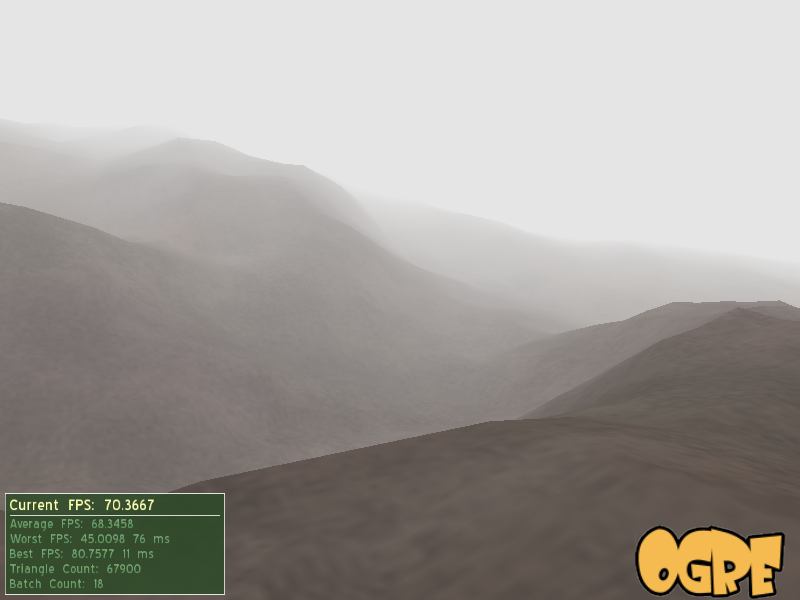 Current FPS: 70.3667
Average FPS: 68.3458
Worst FPS: 45.0098 76 ms
Best FPS: 80.7577 11 ms
Triangle Count: 67900
Batch Count: 18
OGRE